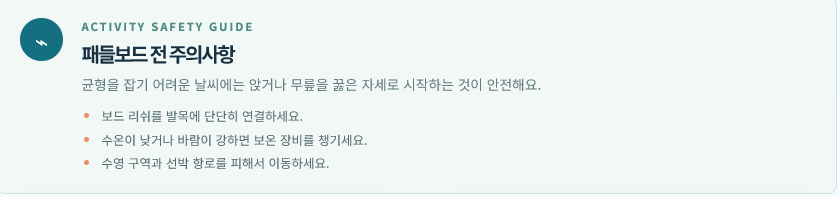 ACTIVITY SAFETY GUIDE
패들보드 전 주의사항
균형을 잡기 어려운 날씨에는 앉거나 무릎을 꿇은 자세로 시작하는 것이 안전해요.
보드 리쉬를 발목에 단단히 연결하세요.
수온이 낮거나 바람이 강하면 보온 장비를 챙기세요.
수영 구역과 선박 항로를 피해서 이동하세요.